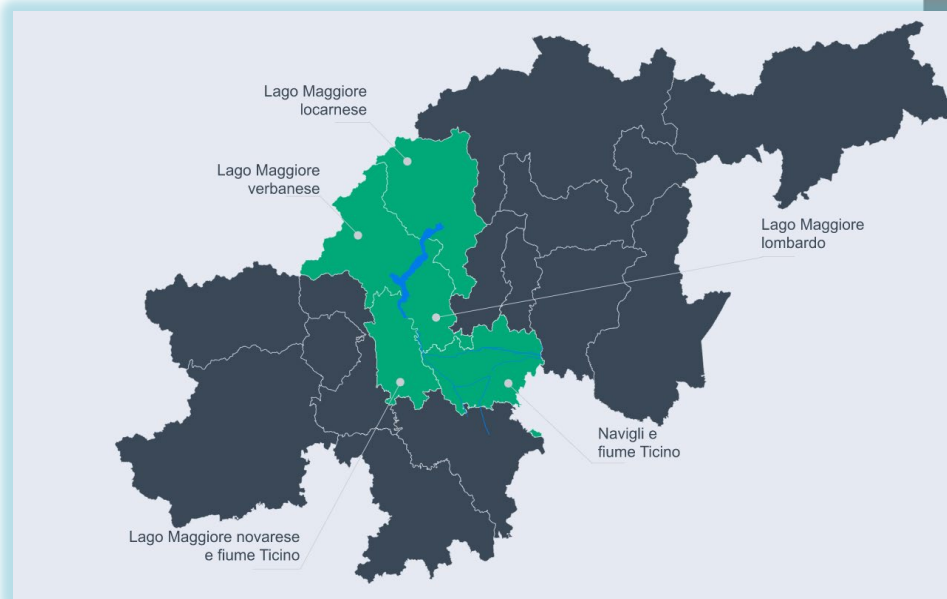 Lago Maggiore
locarnese
Lago Maggiore
verbanese
Lago Maggiore
lombardo
Navigli e
fiume Ticino
Lago Maggiore novarese
e fiume Ticino